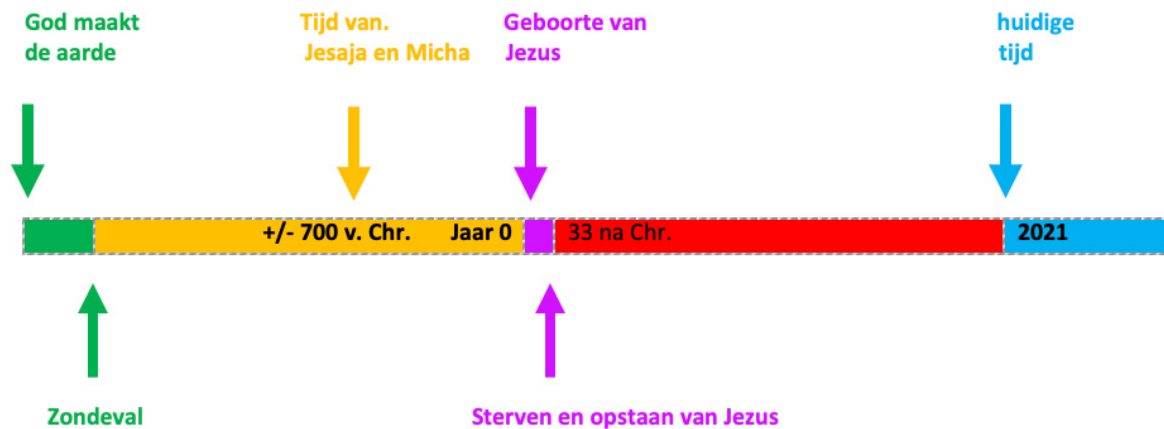 God maakt
de aarde
Tijd van.
Jesaja en Micha
Geboorte van
Jezus
huidige
tijd
+/- 700 v. Chr. Jaar 0 33 na Chr. 2021
Zondeval
Sterven en opstaan van Jezus